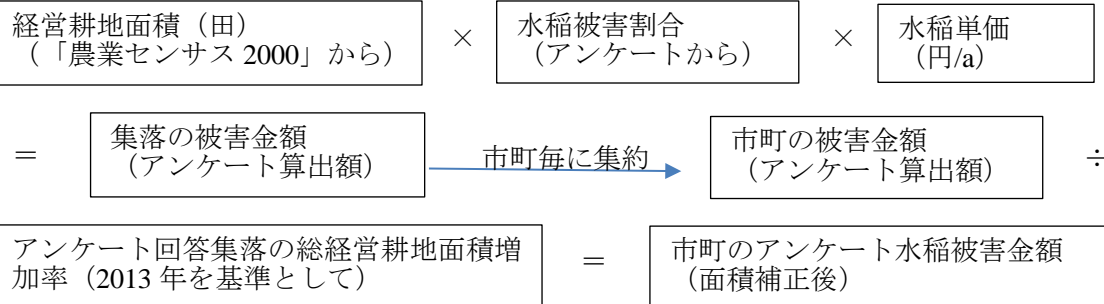 経営耕地面積（田）
（「農業センサス 2000」から）
×
水稲被害割合
（アンケートから）
×
水稲単価
（円/a）
=
集落の被害金額
（アンケート算出額）
市町毎に集約
市町の被害金額
（アンケート算出額）
÷
アンケート回答集落の総経営耕地面積増
加率（2013 年を基準として）
=
市町のアンケート水稲被害金額
（面積補正後）